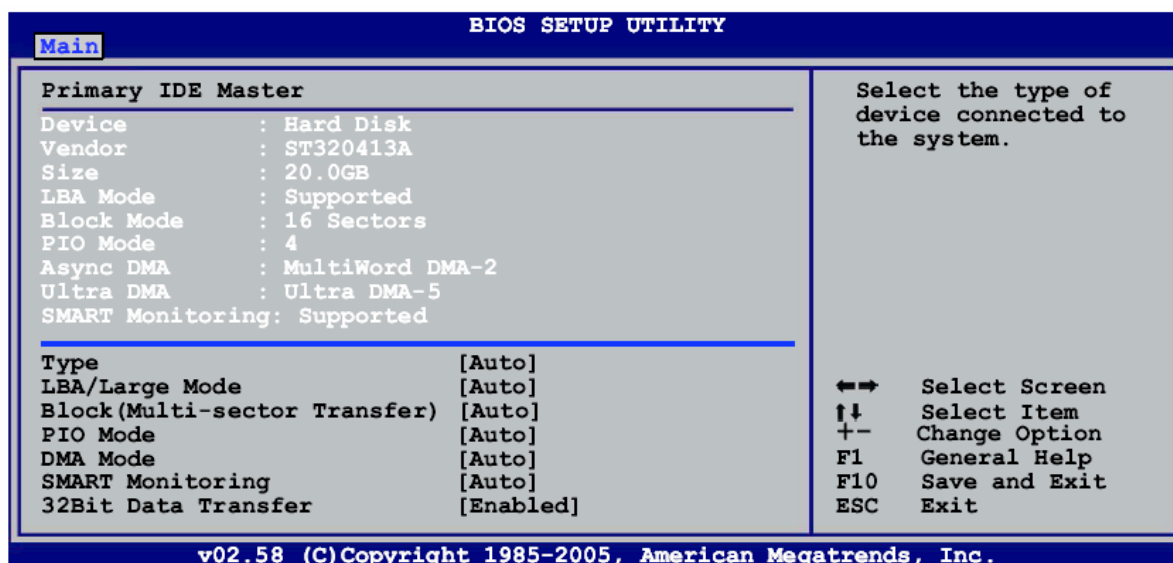 BIOS SETUP UTILITY
Main
Primary IDE Master
Device : Hard Disk
Vendor : ST320413A
Size : 20.0GB
LBA Mode : Supported
Block Mode : 16 Sectors
PIO Mode : 4
Async DMA : MultiWord DMA-2
Ultra DMA : Ultra DMA-5
SMART Monitoring: Supported
Type [Auto]
LBA/Large Mode [Auto]
Block(Multi-sector Transfer) [Auto]
PIO Mode [Auto]
DMA Mode [Auto]
SMART Monitoring [Auto]
32Bit Data Transfer [Enabled]
Select the type of
device connected to
the system.
←→ Select Screen
↑↓ Select Item
+- Change Option
F1 General Help
F10 Save and Exit
ESC Exit
v02.58 (C)Copyright 1985-2005, American Megatrends, Inc.